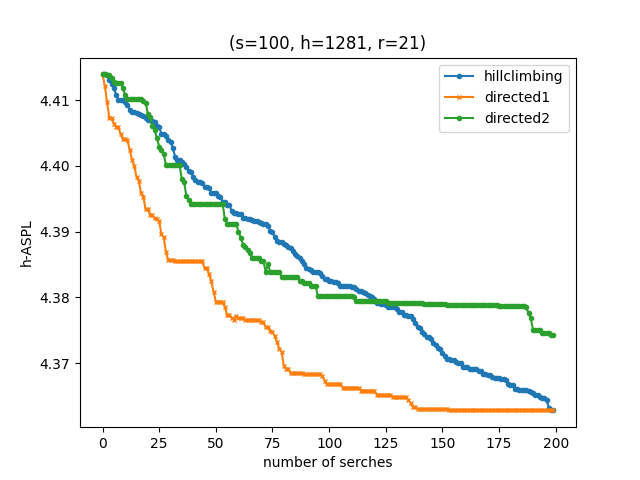 (s=100, h=1281, r=21)
hillclimbing
directed1
directed2
4.41
4.40
4.39
4.38
4.37
h-ASPL
0 25 50 75 100 125 150 175 200
number of serches